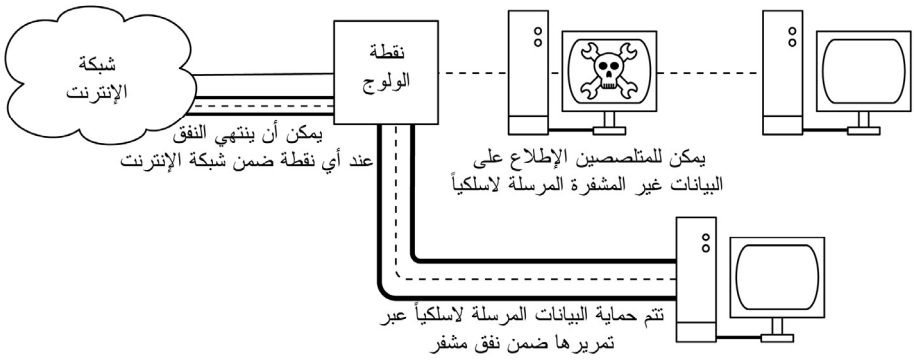 شبكة
الإنترنت
نقطة
الولوج
يمكن أن ينتهي النفق
عند أي نقطة ضمن شبكة الإنترنت
يمكن للمتلصصين الإطلاع على
البيانات غير المشفرة المرسلة لاسلكياً
تتم حماية البيانات المرسلة لاسلكياً عبر
تمريرها ضمن نفق مشفر